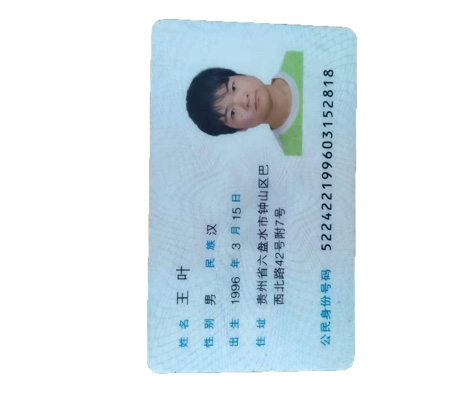 姓名 王叶
性别 男 民族 汉
出生 1996 年 3 月 15 日
住址 贵州省六盘水市钟山区巴
西北路42号附7号
公民身份号码 522422199603152818